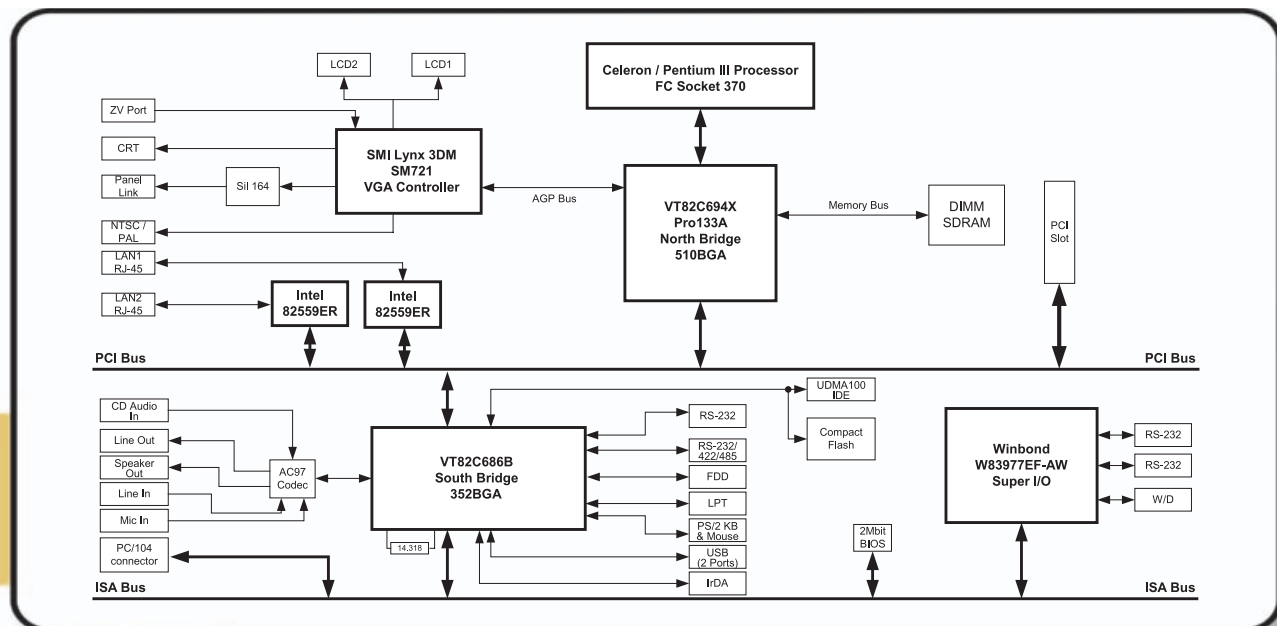 LCD2
LCD1
Celeron / Pentium III Processor
FC Socket 370
ZV Port
CRT
Panel
Link
Sil 164
NTSC /
PAL
SMI Lynx 3DM
SM721
VGA Controller
AGP Bus
VT82C694X
Pro133A
North Bridge
510BGA
Memory Bus
DIMM
SDRAM
PCI
Slot
LAN1
RJ-45
LAN2
RJ-45
Intel
82559ER
Intel
82559ER
PCI Bus
PCI Bus
CD Audio
In
Line Out
Speaker
Out
Line In
Mic In
PC/104
connector
AC97
Codec
VT82C686B
South Bridge
352BGA
14.318
RS-232
RS-232/
422/485
FDD
LPT
PS/2 KB
& Mouse
USB
(2 Ports)
IrDA
UDMA100
IDE
Compact
Flash
2Mbit
BIOS
Winbond
W83977EF-AW
Super I/O
RS-232
RS-232
W/D
ISA Bus
ISA Bus